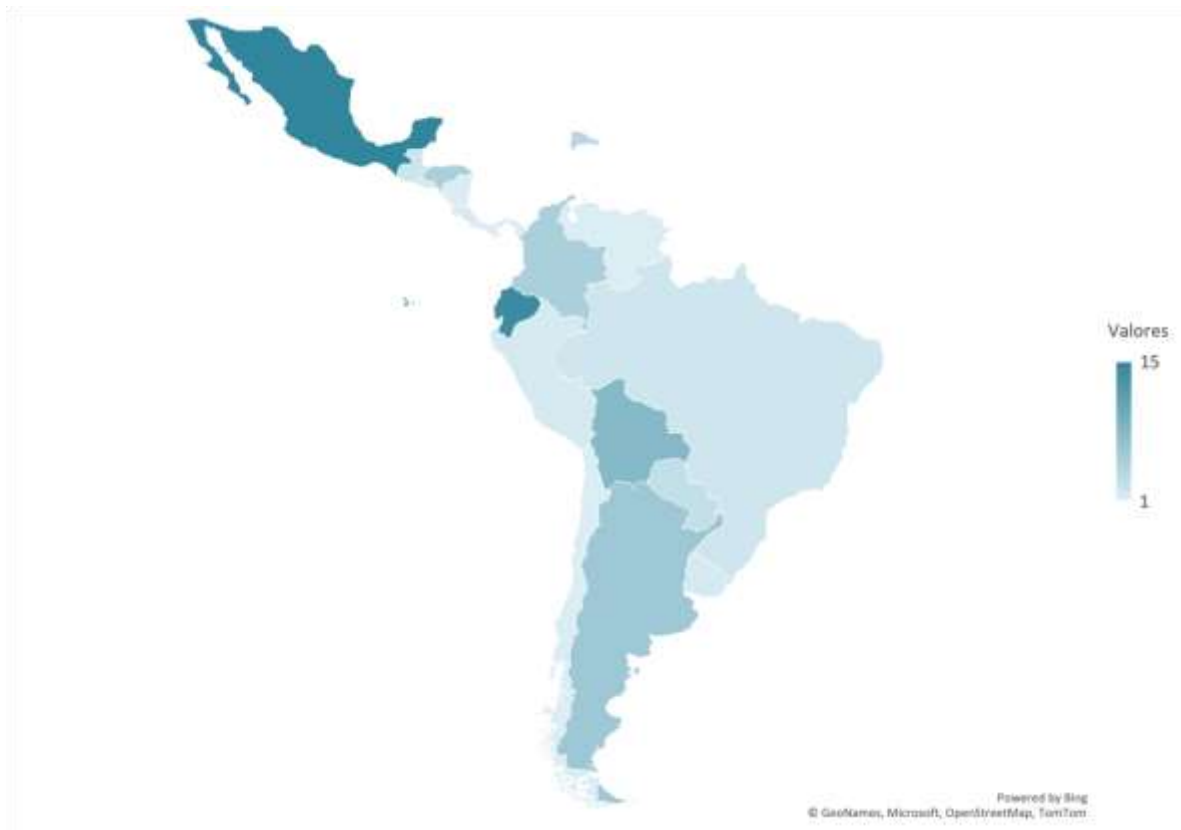 Valores
15
1
Powered by Bing
© GeoNames, Microsoft, OpenStreetMap, TomTom